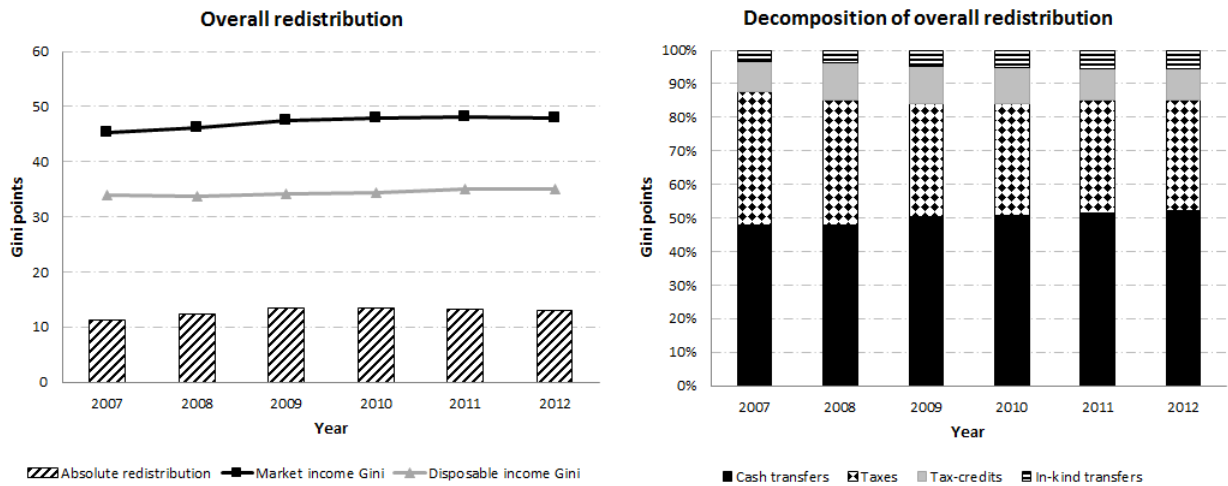 Overall redistribution
60
50
40
30
20
10
0
Gini points
2007 2008 2009 2010 2011 2012
Year
Absolute redistribution Market income Gini Disposable income Gini
Decomposition of overall redistribution
100%
90%
80%
70%
60%
50%
40%
30%
20%
10%
0%
Gini points
2007 2008 2009 2010 2011 2012
Year
Cash transfers Taxes Tax-credits In-kind transfers